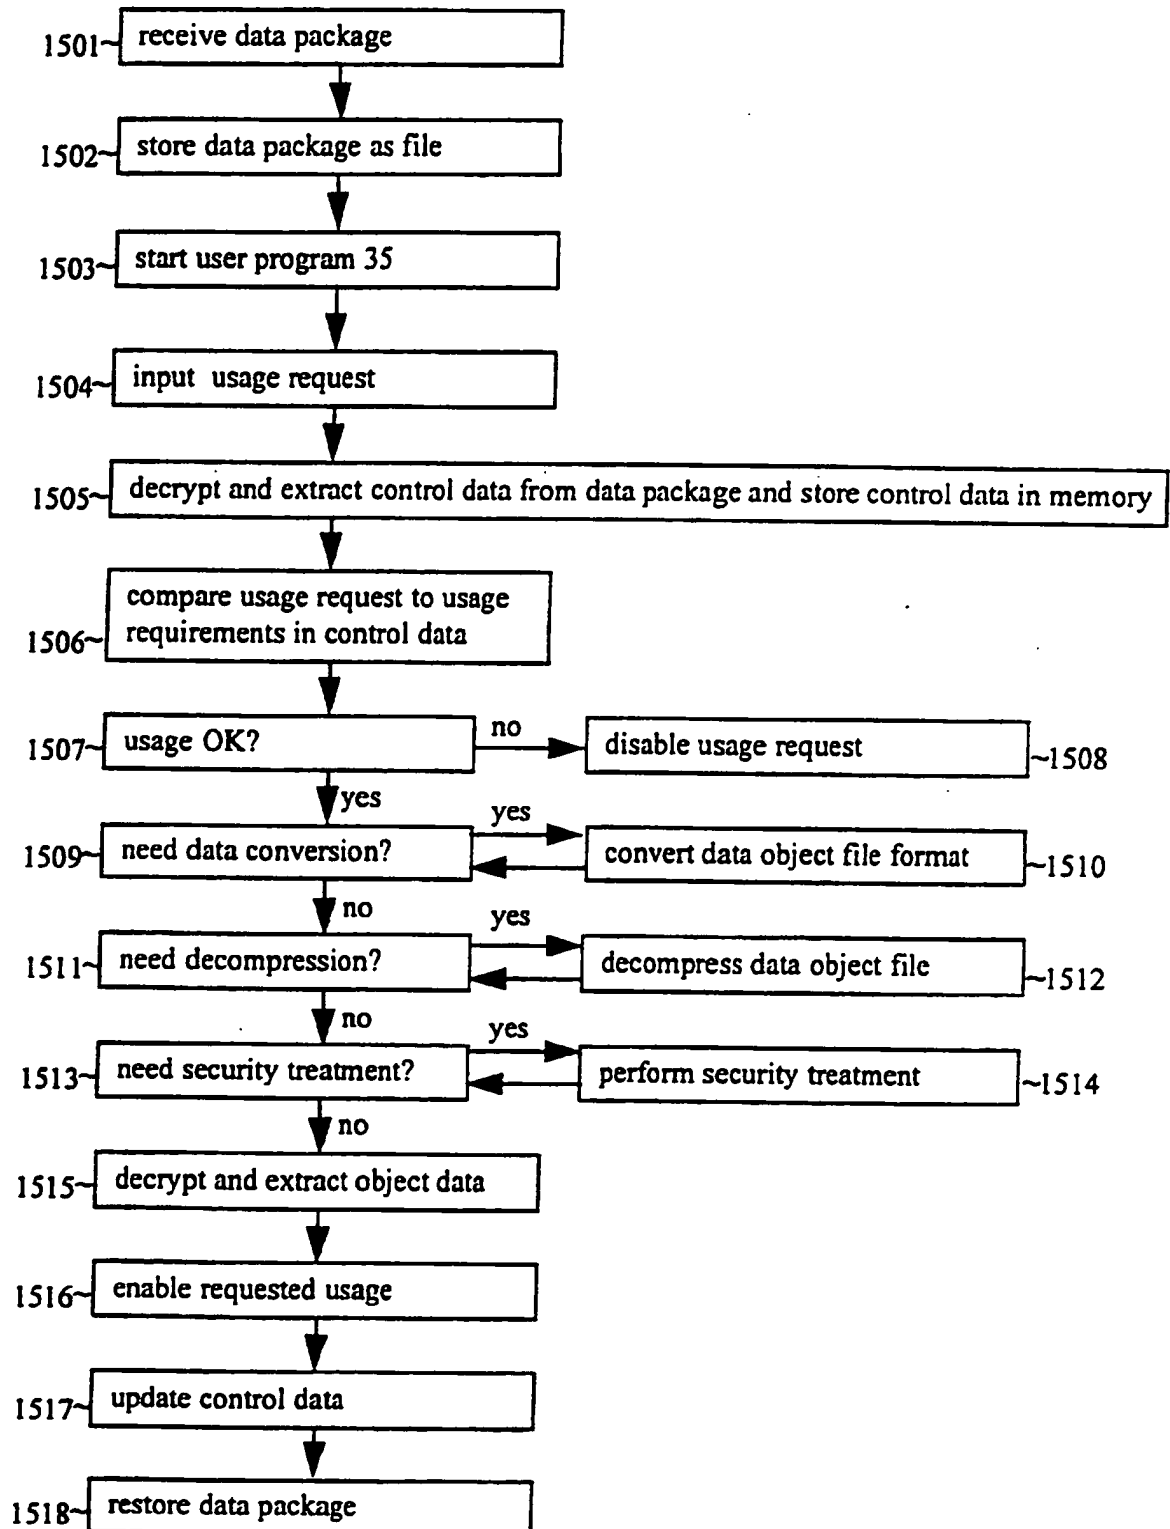 1501~ receive data package
1502~ store data package as file
1503~ start user program 35
1504~ input usage request
1505~ decrypt and extract control data from data package and store control data in memory
compare usage request to usage
1506~ requirements in control data
1507~ usage OK? no disable usage request ~1508
yes
yes
1509~ need data conversion? convert data object file format ~1510
no
yes
1511~ need decompression? decompress data object file ~1512
no
yes
1513~ need security treatment? perform security treatment ~1514
no
1515~ decrypt and extract object data
1516~ enable requested usage
1517~ update control data
1518~ restore data package